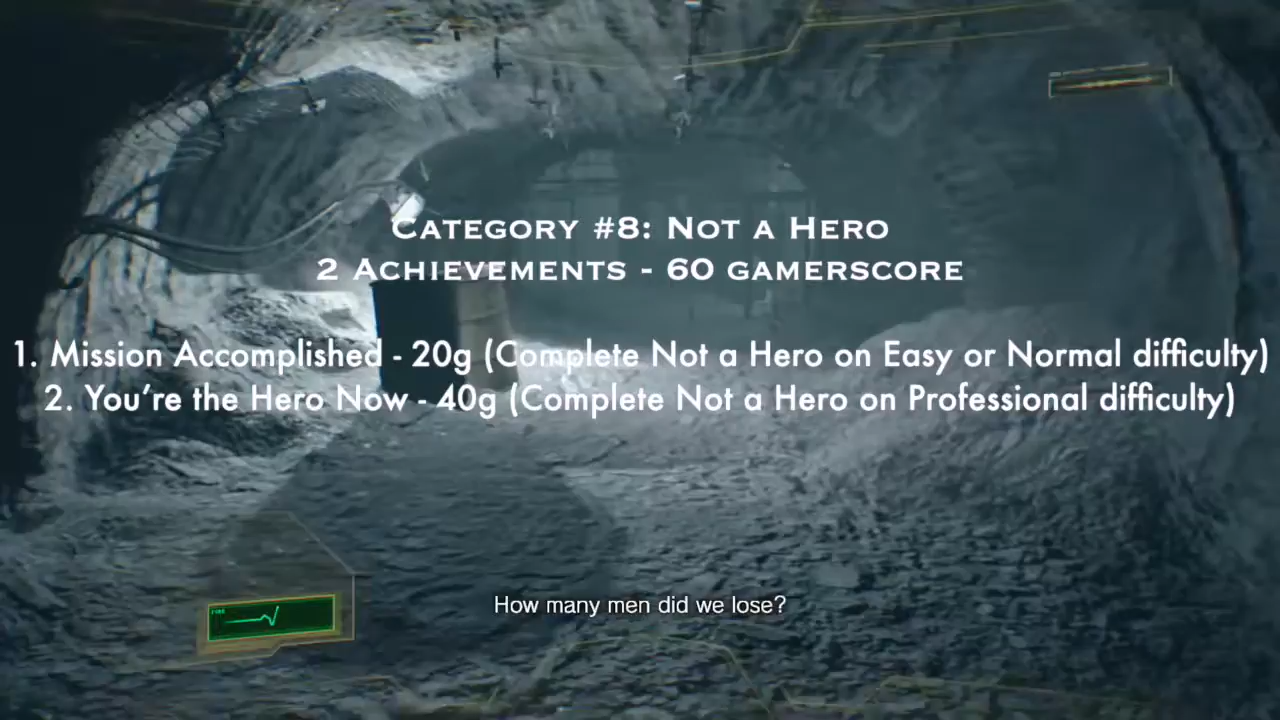 Category #8: Not a Hero
2 Achievements - 60 gamerscore
1. Mission Accomplished - 20g (Complete Not a Hero on Easy or Normal difficulty)
2. You're the Hero Now - 40g (Complete Not a Hero on Professional difficulty)
How many men did we lose?